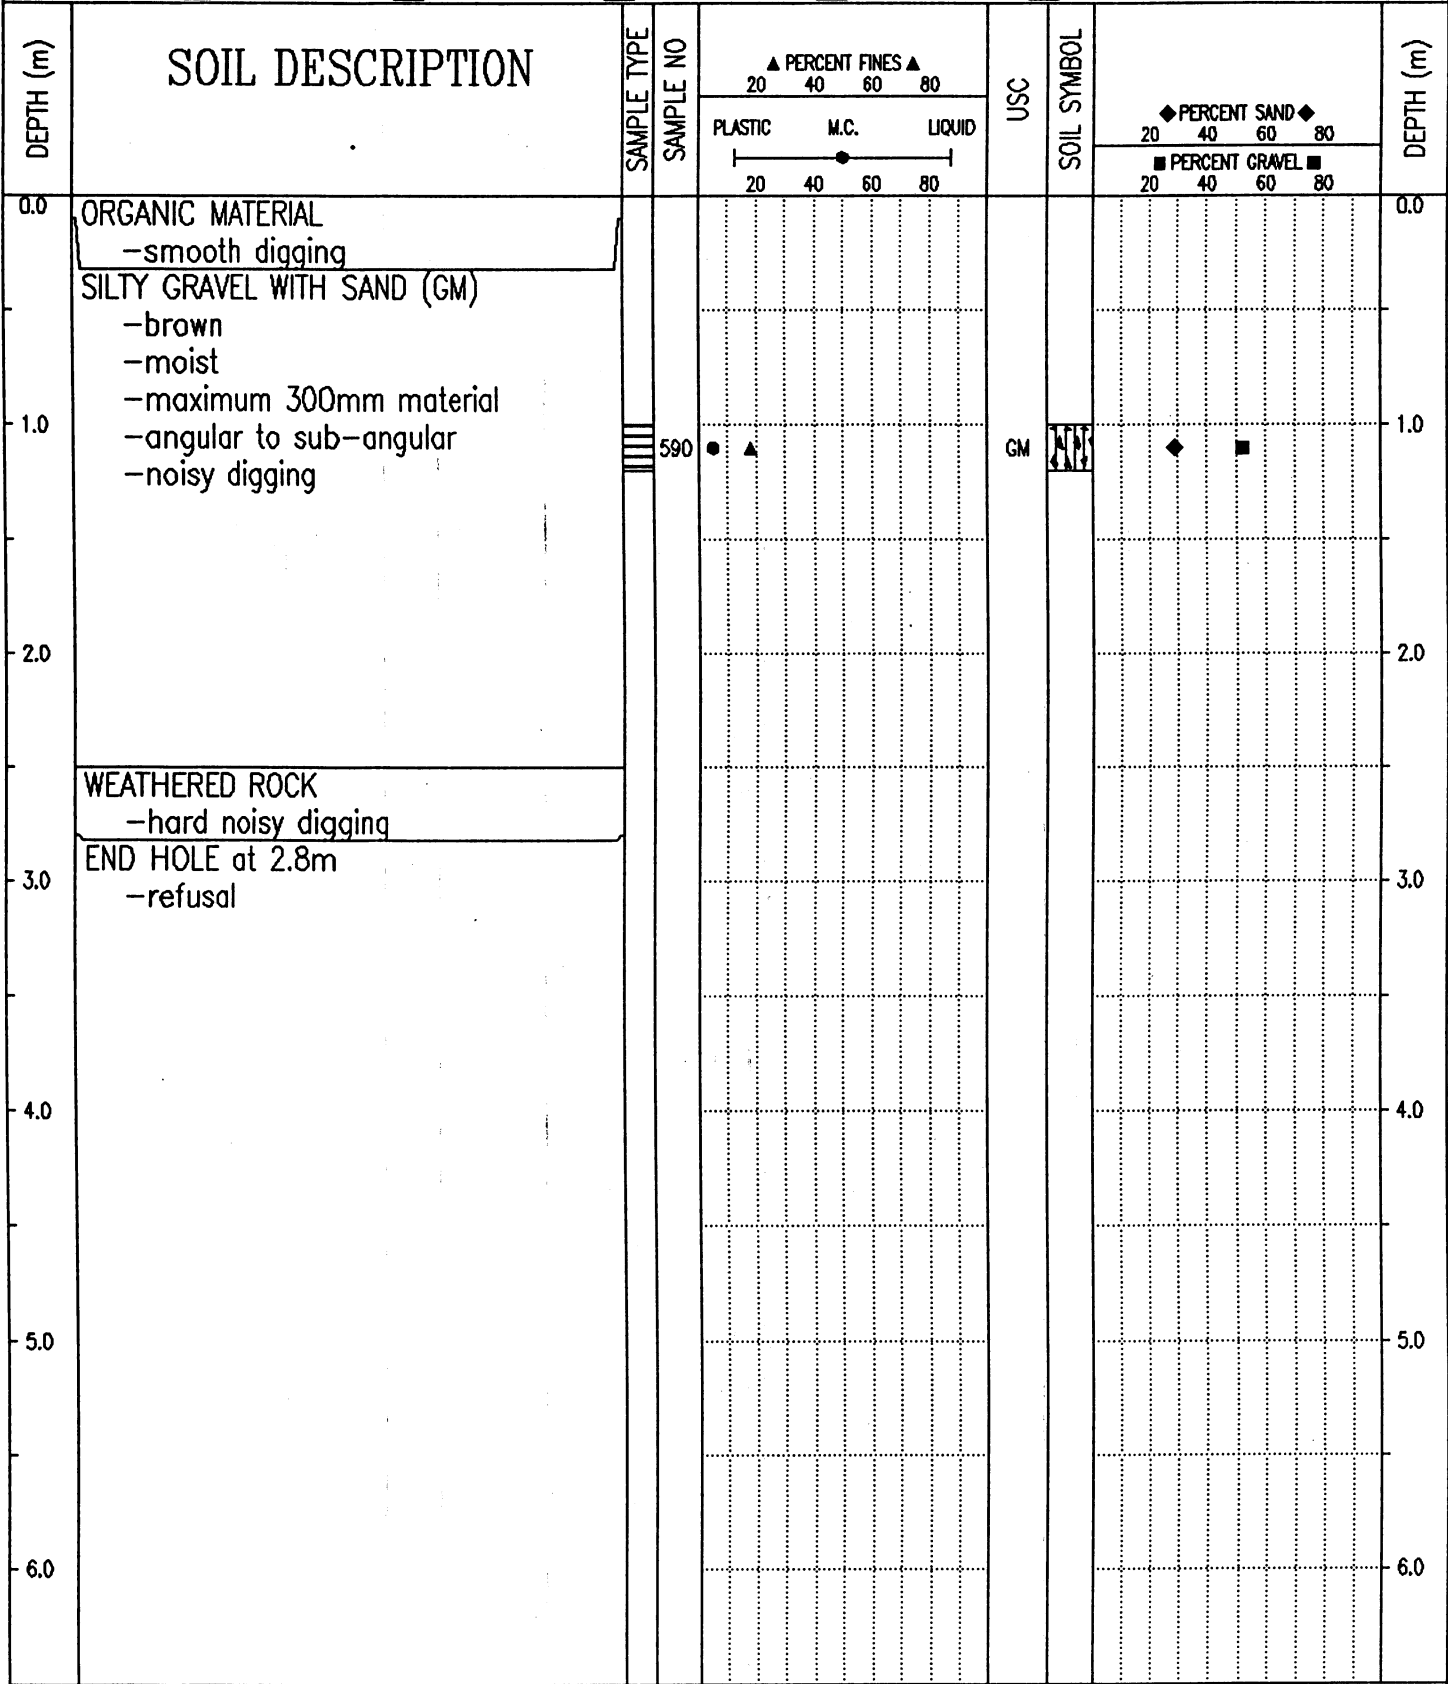 DEPTH (m)
SOIL DESCRIPTION
SAMPLE TYPE
SAMPLE NO
▲ PERCENT FINES ▲
20 40 60 80
PLASTIC M.C. LIQUID
20 40 60 80
USC
SOIL SYMBOL
◆ PERCENT SAND ◆
20 40 60 80
■ PERCENT GRAVEL ■
20 40 60 80
DEPTH (m)
0.0
ORGANIC MATERIAL
0.0
-smooth digging
SILTY GRAVEL WITH SAND (GM)
-brown
-moist
-maximum 300mm material
1.0
-angular to sub-angular
1.0
590
GM
-noisy digging
2.0
2.0
WEATHERED ROCK
-hard noisy digging
END HOLE at 2.8m
3.0
3.0
-refusal
4.0
4.0
5.0
5.0
6.0
6.0